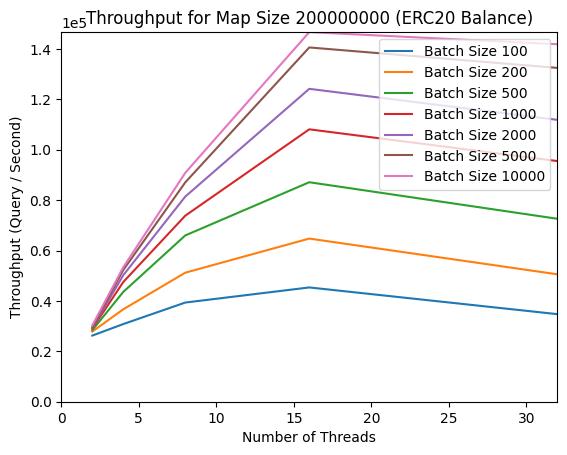 Throughput for Map Size 200000000 (ERC20 Balance)
1e5
1.4
1.2
1.0
0.8
0.6
0.4
0.2
0.0
Throughput (Query / Second)
Batch Size 100
Batch Size 200
Batch Size 500
Batch Size 1000
Batch Size 2000
Batch Size 5000
Batch Size 10000
0 5 10 15 20 25 30
Number of Threads